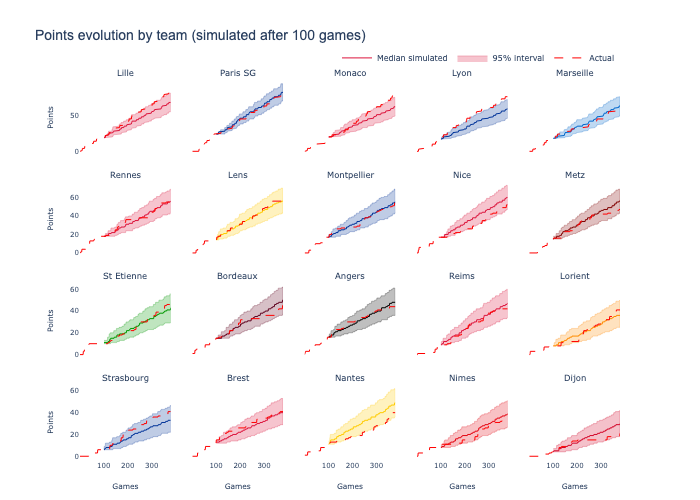 Points evolution by team (simulated after 100 games)
Median simulated 95% interval Actual
Lille Paris SG Monaco Lyon Marseille
Points
50
0
Rennes Lens Montpellier Nice Metz
Points
60
40
20
0
St Etienne Bordeaux Angers Reims Lorient
Points
60
40
20
0
Strasbourg Brest Nantes Nimes Dijon
Points
60
40
20
0
100 200 300 100 200 300 100 200 300 100 200 300 100 200 300
Games Games Games Games Games